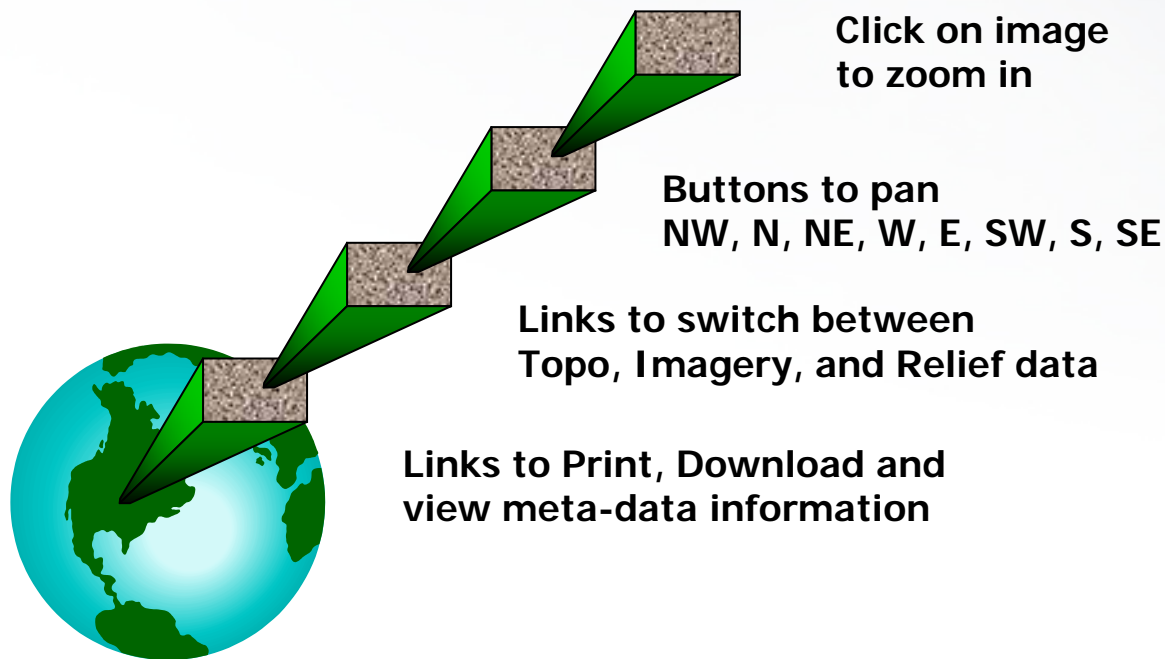 Click on image
to zoom in
Buttons to pan
NW, N, NE, W, E, SW, S, SE
Links to switch between
Topo, Imagery, and Relief data
Links to Print, Download and
view meta-data information